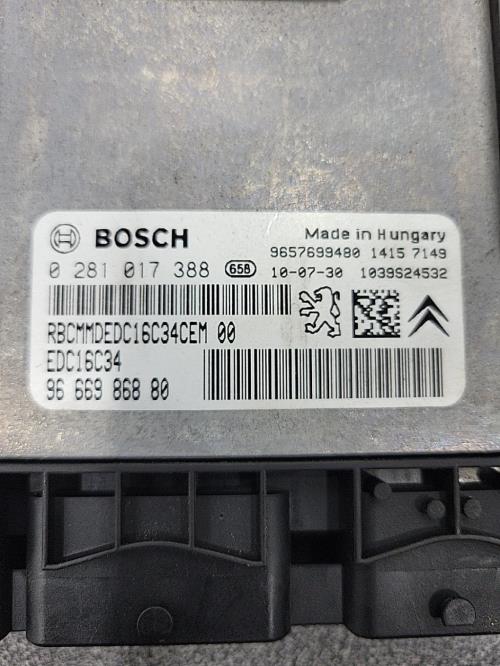 BOSCH
Made in Hungary
9657699480 1415 7149
0 281 017 388 658 10-07-30 1039S24532
RBCMMDEDC16C34CEM 00
EDC16C34
96 669 868 80